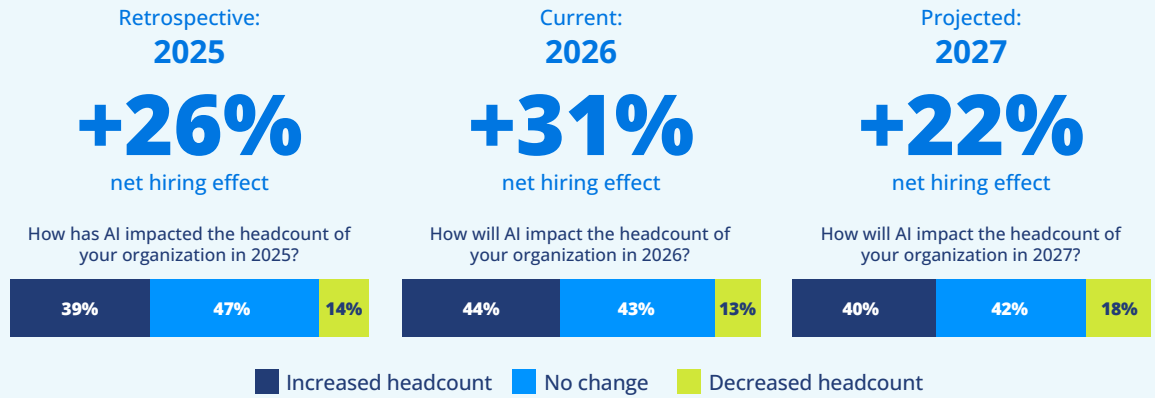 Retrospective:
2025
+26%
net hiring effect
How has AI impacted the headcount of
your organization in 2025?
39% 47% 14%
Current:
2026
+31%
net hiring effect
How will AI impact the headcount of
your organization in 2026?
44% 43% 13%
Projected:
2027
+22%
net hiring effect
How will AI impact the headcount of
your organization in 2027?
40% 42% 18%
Increased headcount No change Decreased headcount